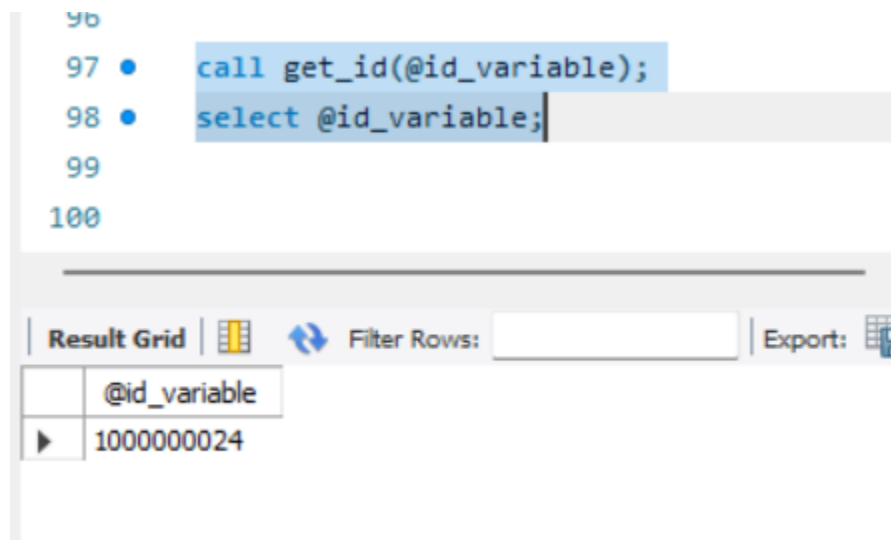 96
97 call get_id(@id_variable);
98 select @id_variable;
99
100
Result Grid Filter Rows: Export:
@id_variable
1000000024